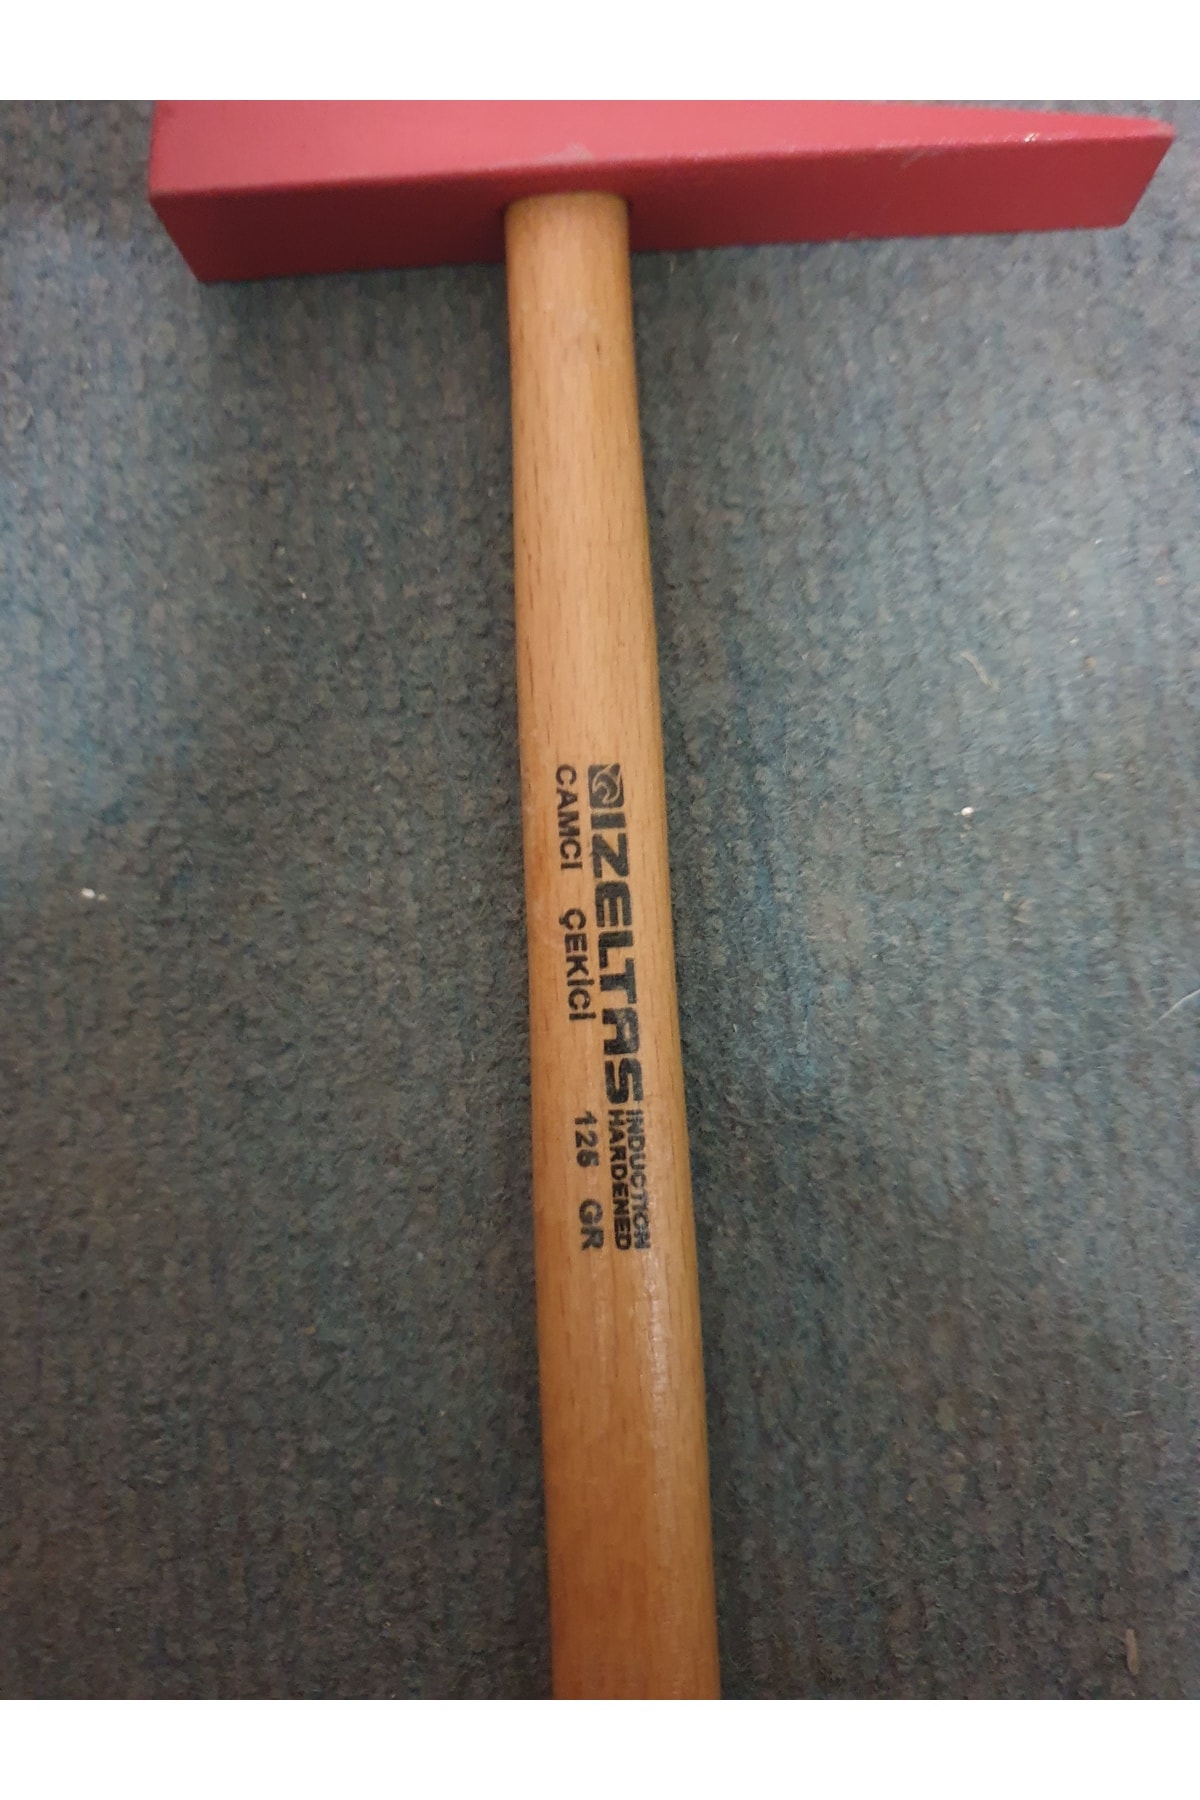 IZELTAS INDUCTION
HARDENED
CAMCI ÇEKİCİ 125 GR